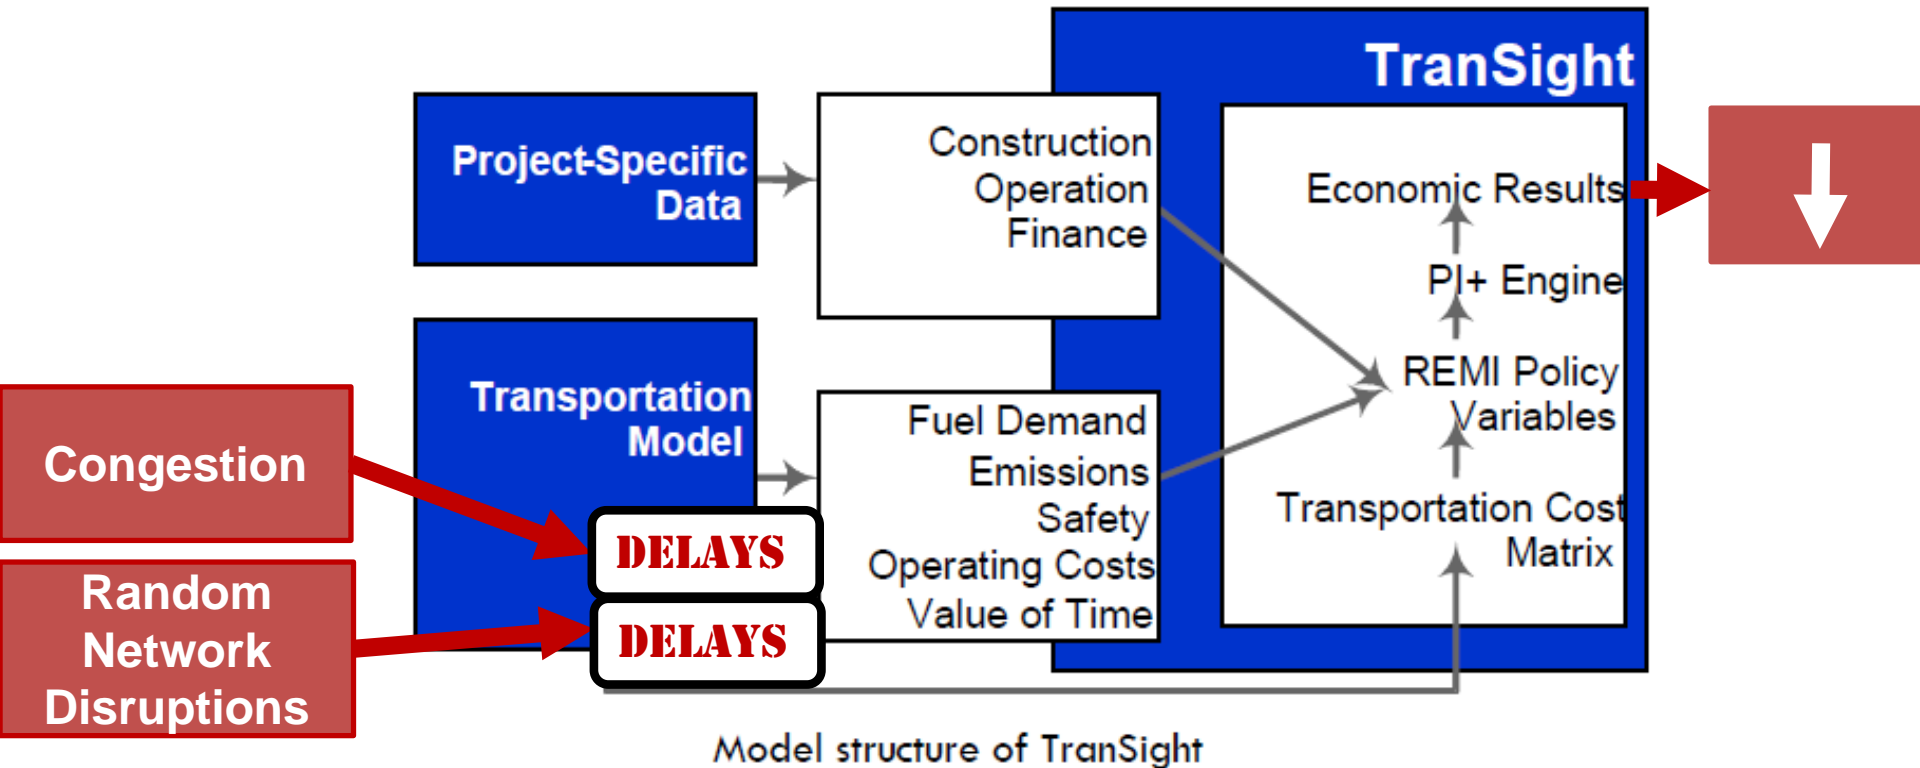 TranSight
Project-Specific
Data
Construction
Operation
Finance
Economic Results
PI+ Engine
REMI Policy
Variables
Transportation Cost
Matrix
Transportation
Model
Fuel Demand
Emissions
Safety
Operating Costs
Value of Time
Congestion
DELAYS
Random
Network
Disruptions
DELAYS
Model structure of TranSight